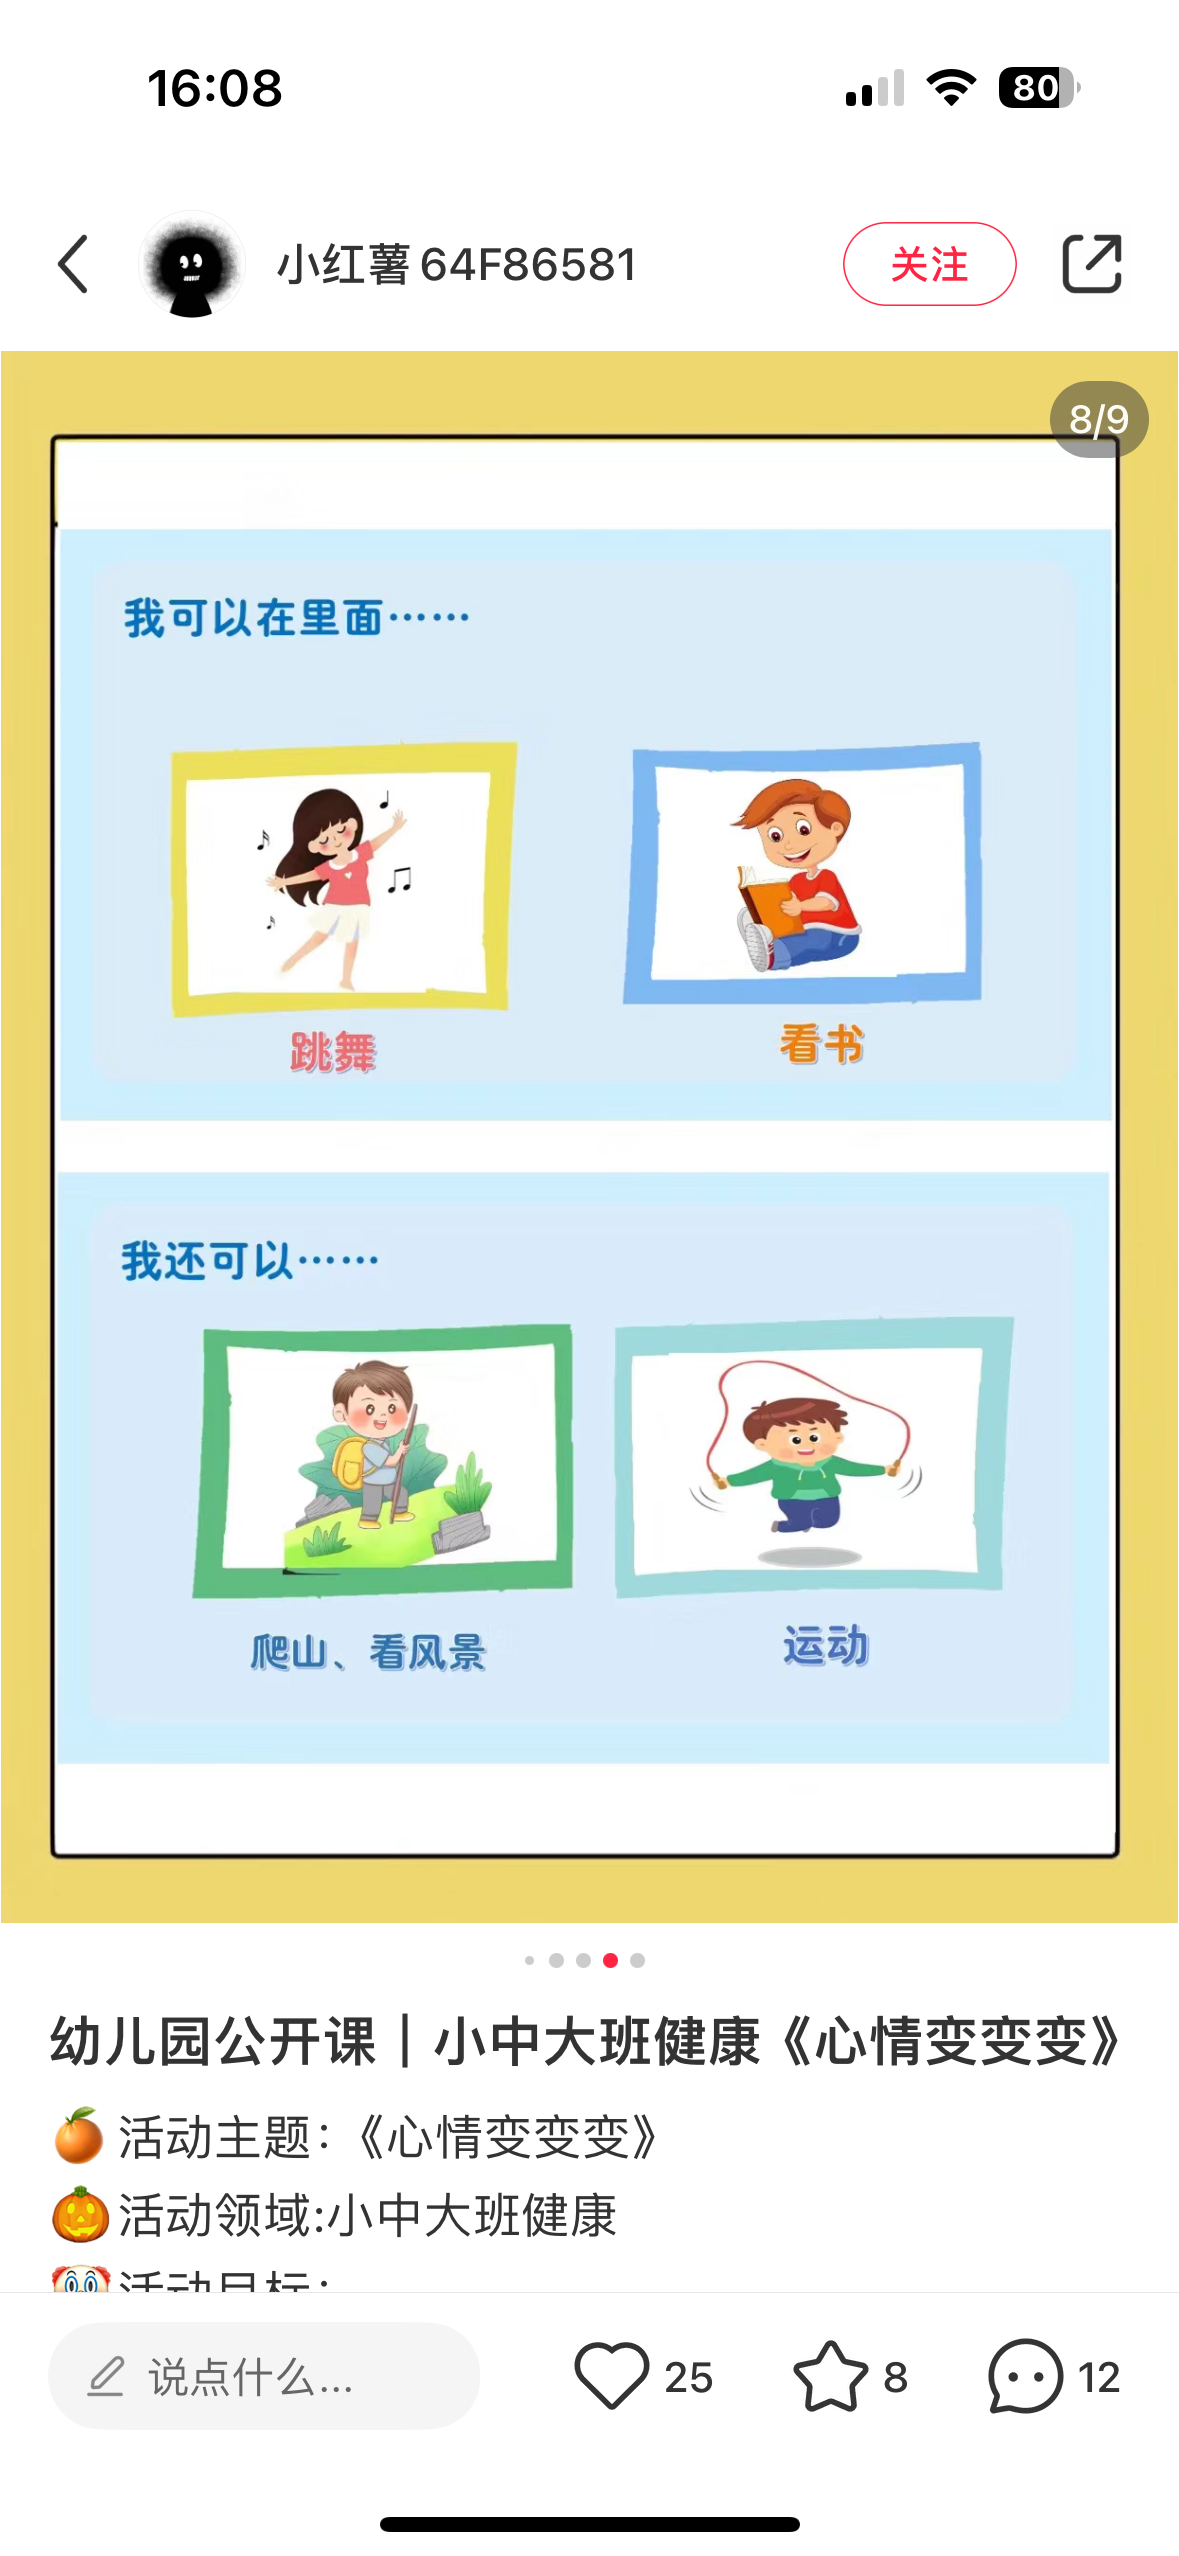 16:08
80
小红薯64F86581
关注
8/9
我可以在里面……
跳舞
看书
我还可以……
爬山、看风景
运动
幼儿园公开课｜小中大班健康《心情变变变》
活动主题：《心情变变变》
活动领域:小中大班健康
活动目标：
说点什么...
25
8
12